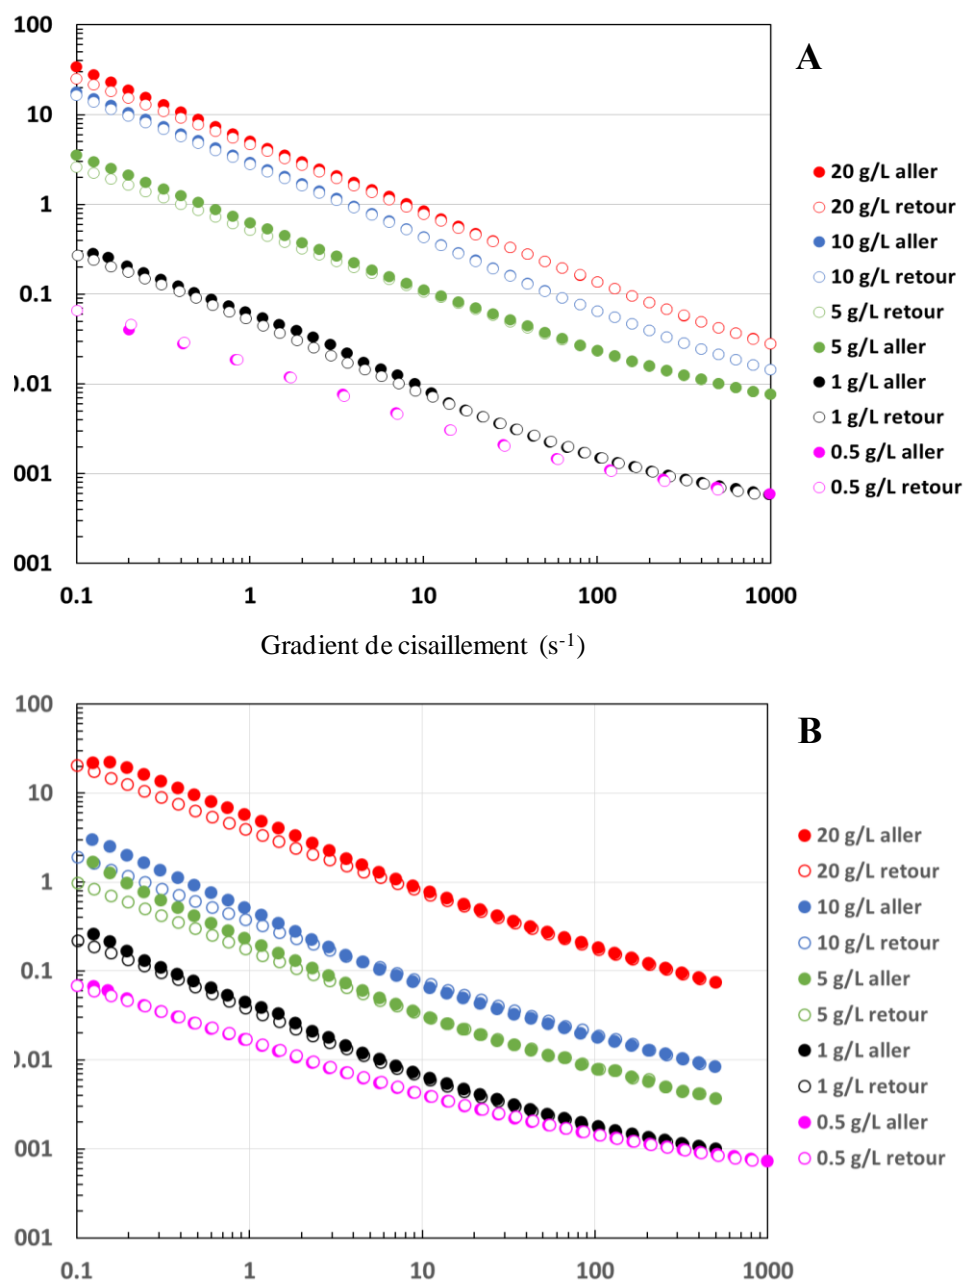 100
A
10
20 g/L aller
20 g/L retour
1
10 g/L aller
10 g/L retour
0.1
5 g/L retour
5 g/L aller
).01
1 g/L aller
1 g/L retour
0.5 g/L aller
001
0.5 g/L retour
001
0.1 1 10 100 1000
Gradient de cisaillement (s-1)
100
B
10
20 g/L aller
20 g/L retour
1
10 g/L aller
10 g/L retour
0.1
5 g/L aller
5 g/L retour
0.01
1 g/L aller
1 g/L retour
0.5 g/L aller
001
0.5 g/L retour
001
0.1 1 10 100 1000